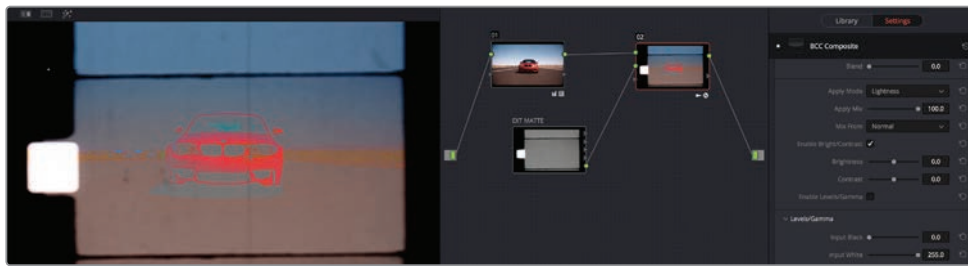 Library
Settings
01
02
BCC Composite
Blend 0.0
Apply Mode Lightness
Apply Mix 100.0
Mix From Normal
EXT MATTE
Enable Bright/Contrast
Brightness 0.0
Contrast 0.0
Enable Levels/Gamma
Levels/Gamma
Input Black 0.0
Input White 255.0